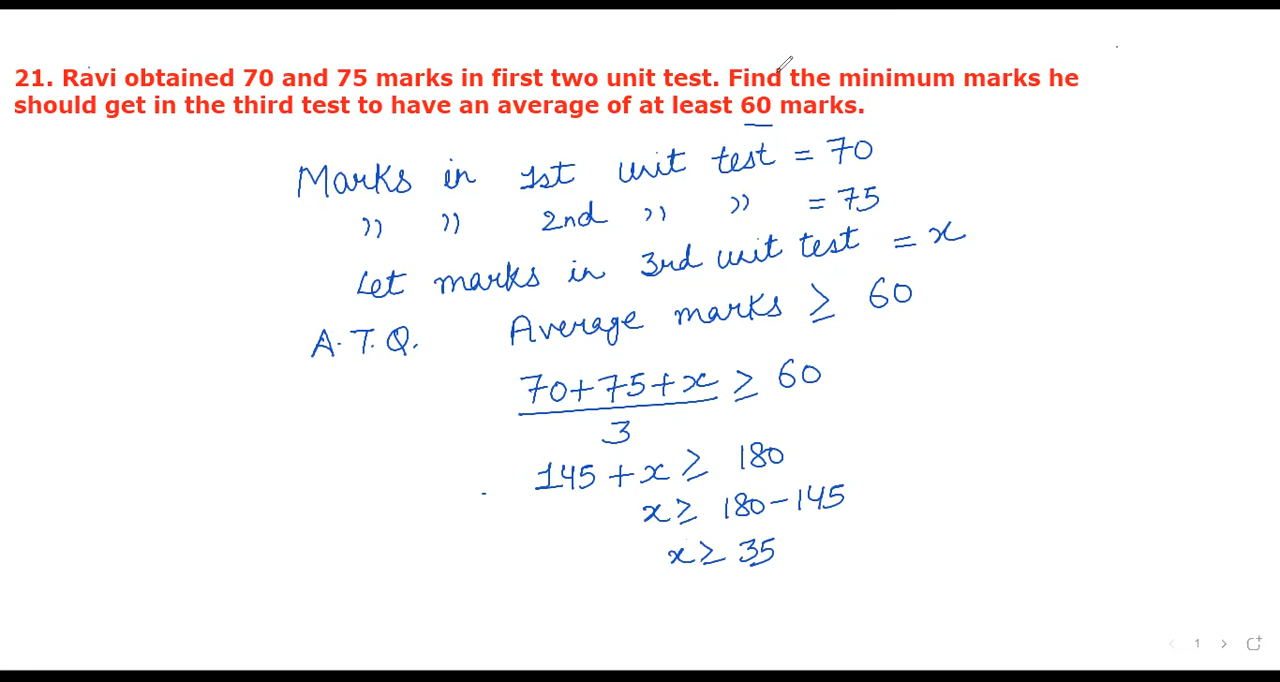 21. Ravi obtained 70 and 75 marks in first two unit test. Find the minimum marks he
should get in the third test to have an average of at least 60 marks.
Marks in 1st unit test = 70
,, ,, 2nd ,, ,, = 75
Let marks in 3rd unit test = x
A.T.Q. Average marks ≥ 60
70+75+x ≥ 60
3
145 + x ≥ 180
x ≥ 180 - 145
x ≥ 35
1